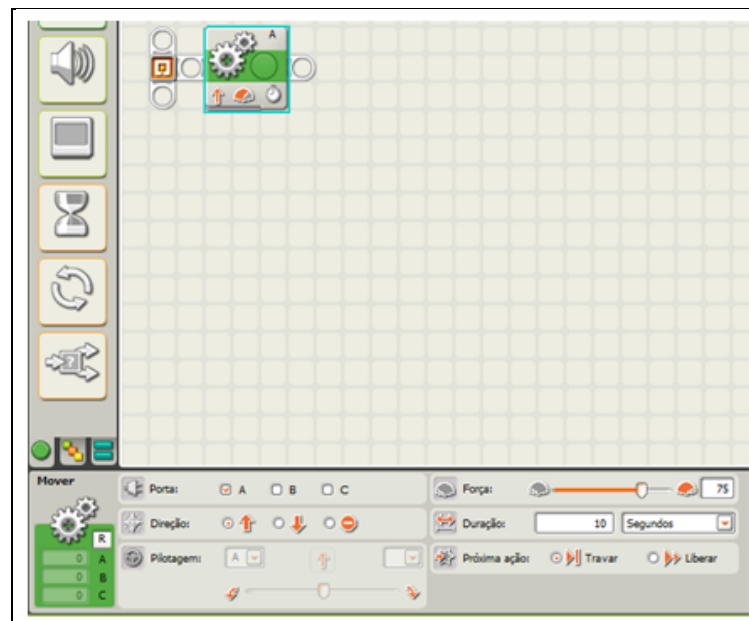 A
Mover
Porta: A B C
Força: 75
R
Direção:
Duração: 10 Segundos
0 A
Pilotagem: A
Próxima ação: Travar Liberar
0 B
0 C